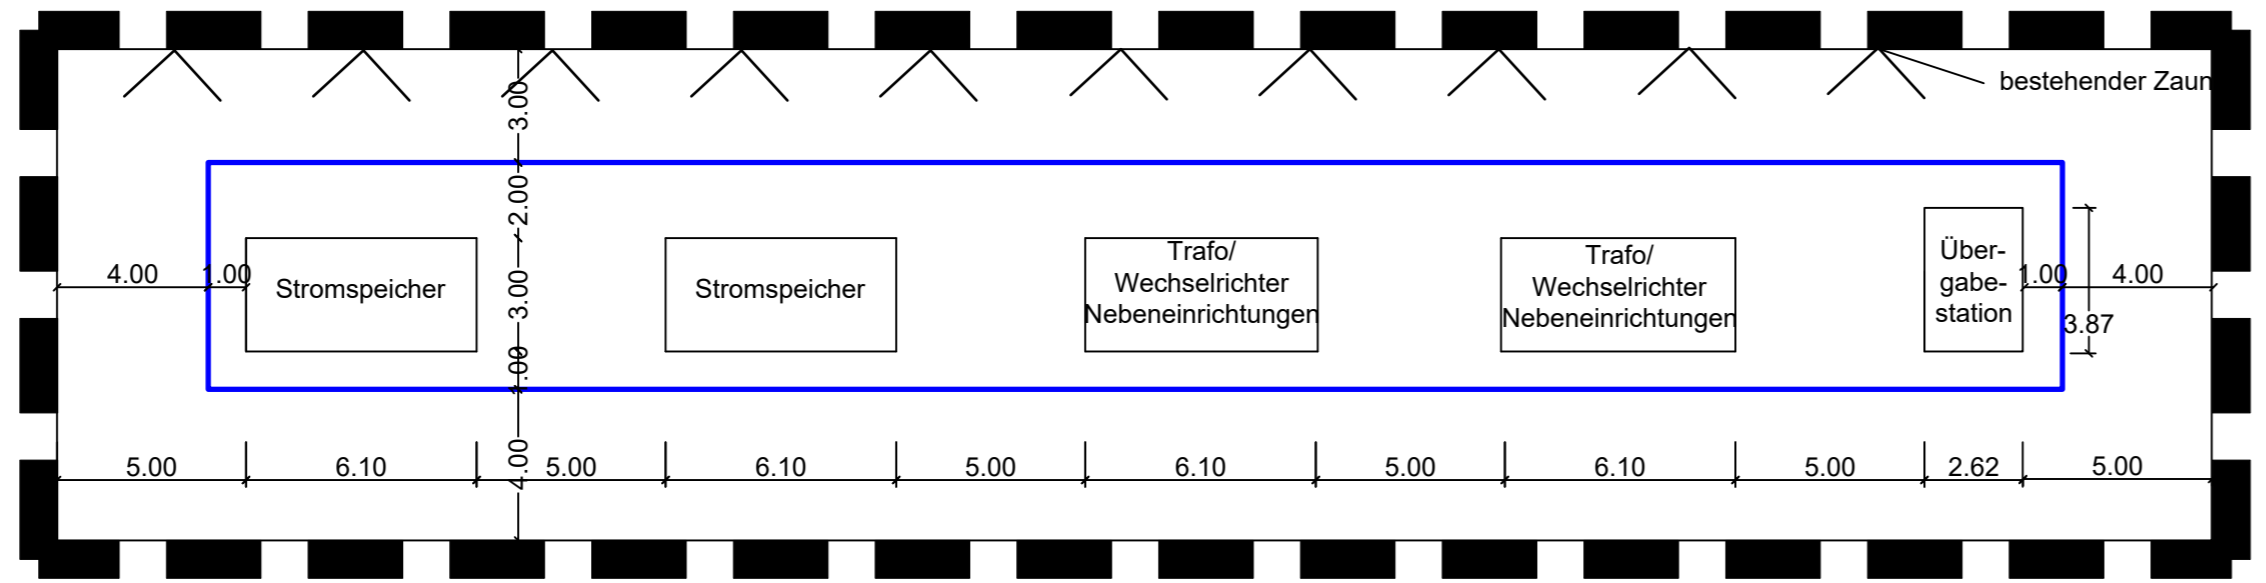 bestehender Zaun
3.00
2.00
3.00
1.00
4.00
4.00
1.00
Stromspeicher
Stromspeicher
Trafo/
Wechselrichter
Nebeneinrichtungen
Trafo/
Wechselrichter
Nebeneinrichtungen
Über-
gabe-
station
1.00
4.00
3.87
5.00
6.10
5.00
6.10
5.00
6.10
5.00
6.10
5.00
2.62
5.00